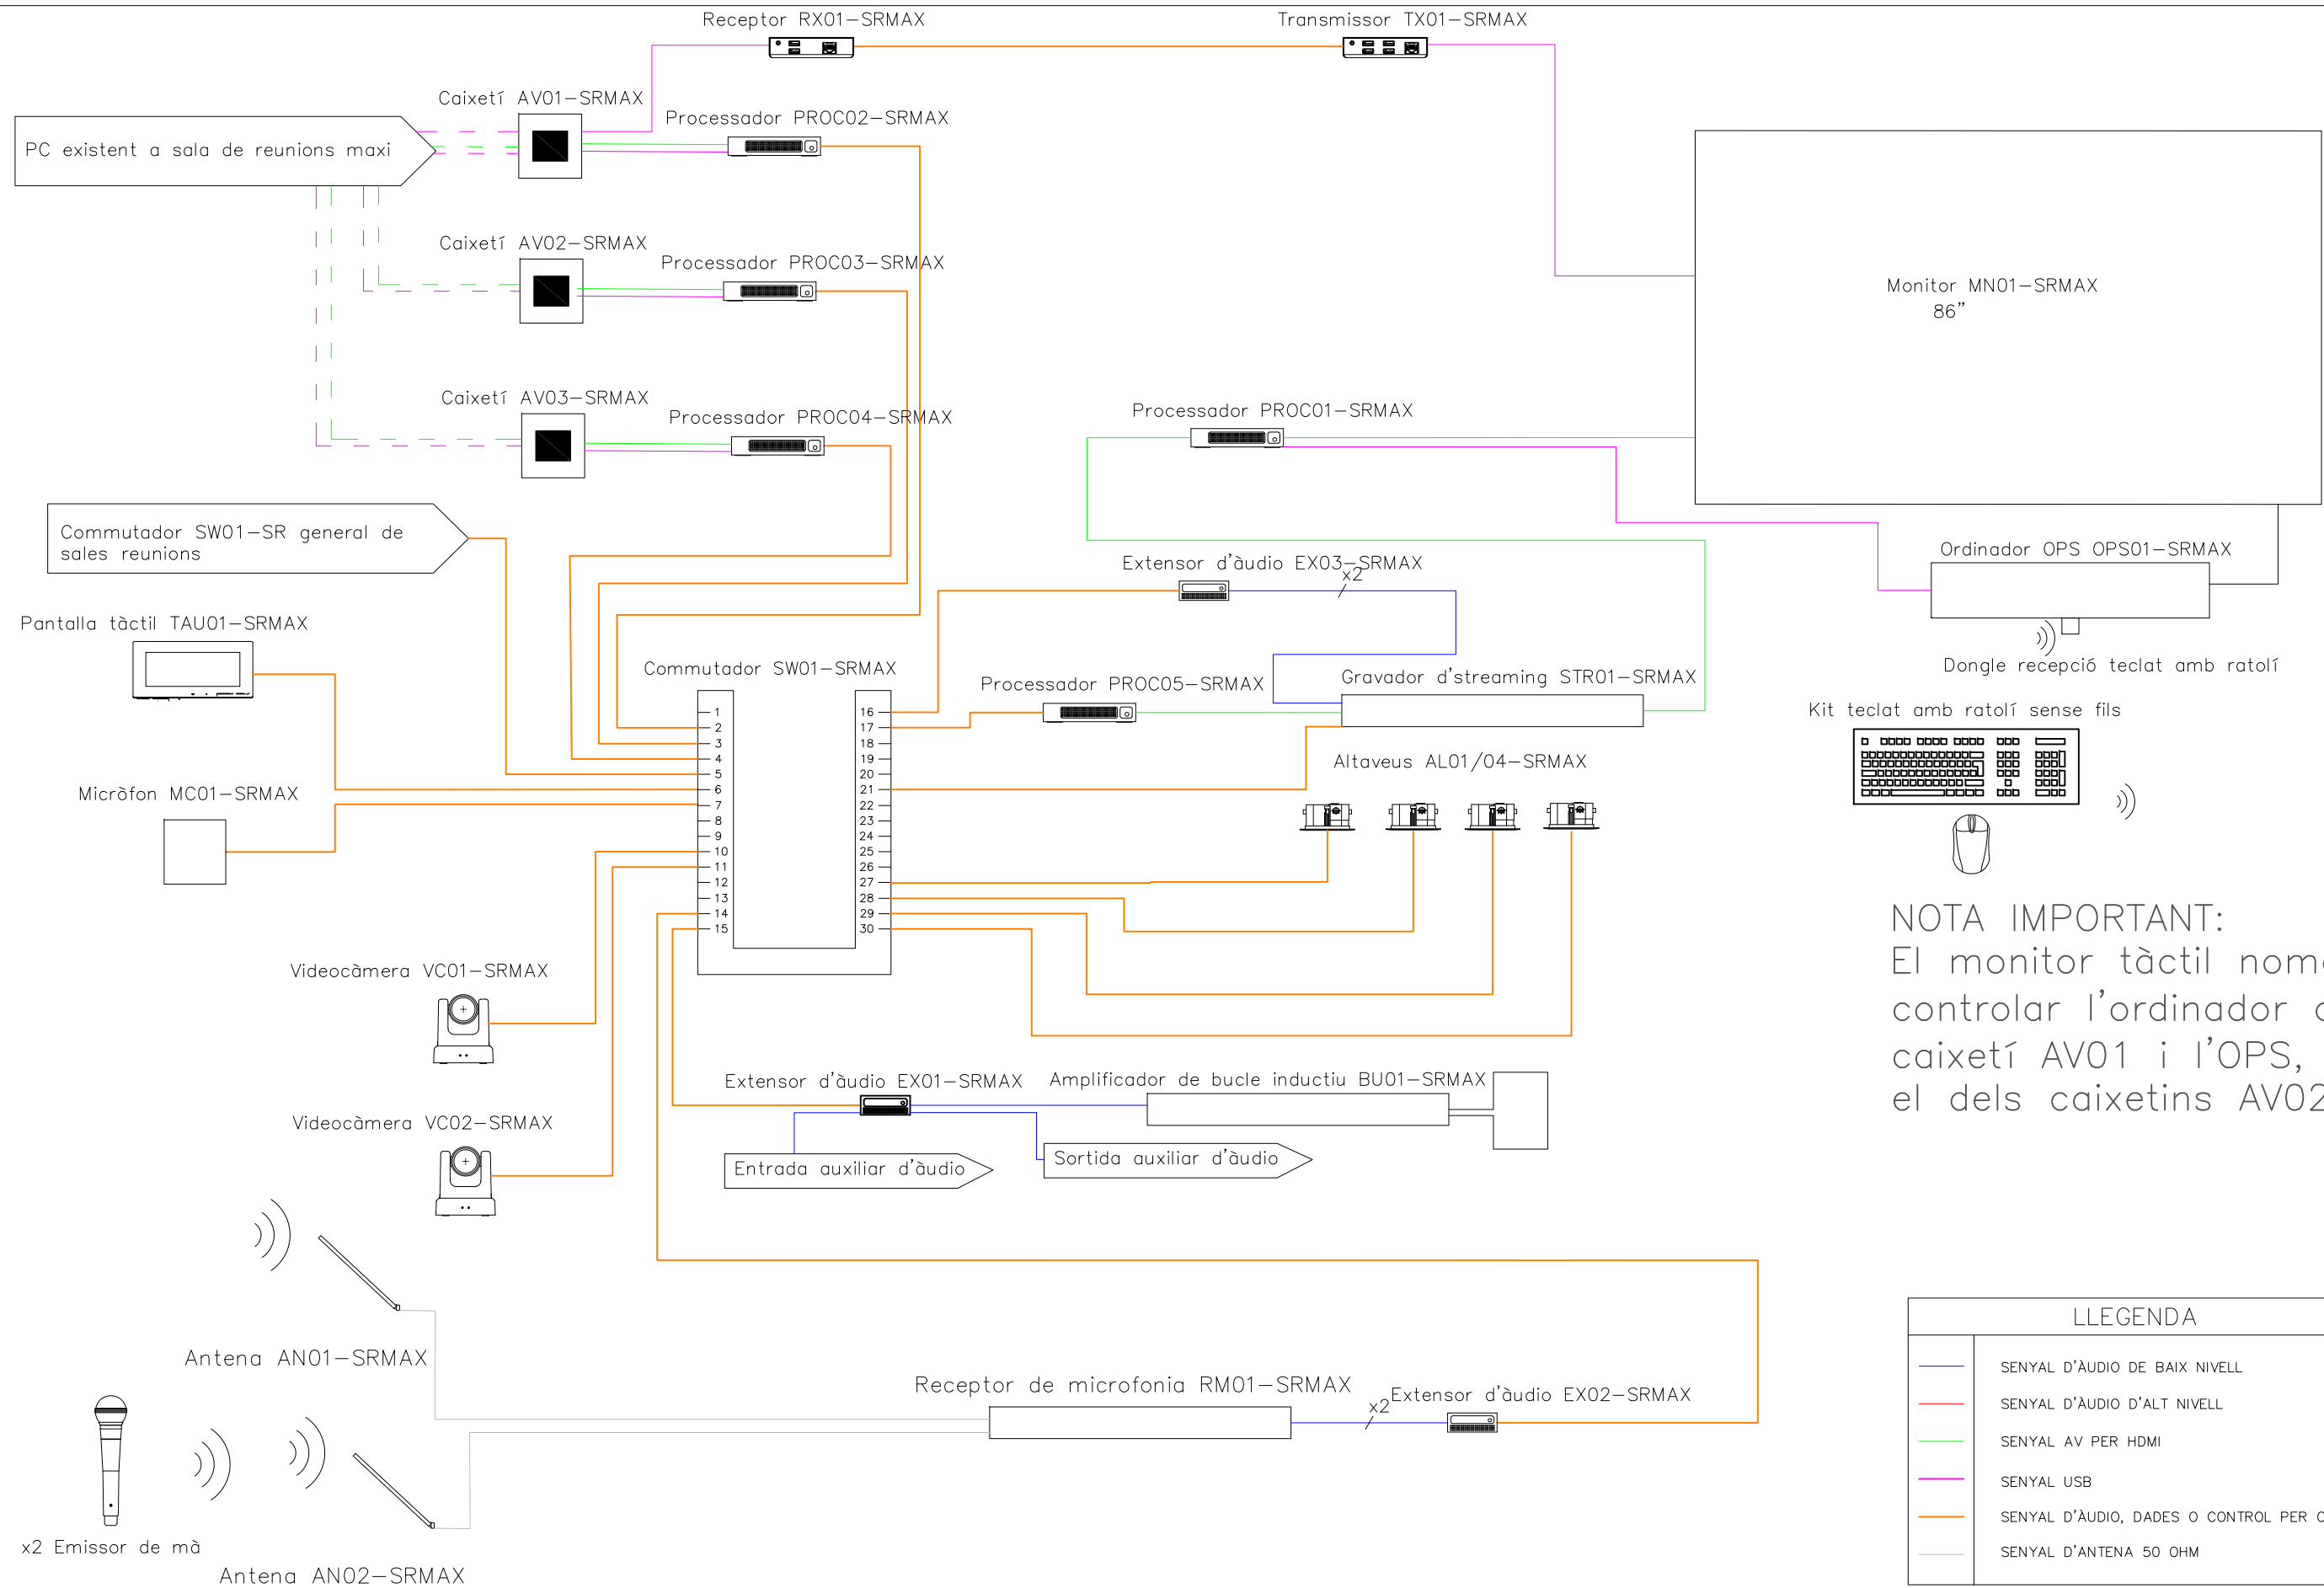 Receptor RX01-SRMAX
Transmissor TX01-SRMAX
Caixetí AV01-SRMAX
Processador PROC02-SRMAX
PC existent a sala de reunions maxi
Caixetí AV02-SRMAX
Processador PROC03-SRMAX
Monitor MN01-SRMAX
86"
Caixetí AV03-SRMAX
Processador PROC04-SRMAX
Processador PROC01-SRMAX
Commutador SW01-SR general de
sales reunions
Ordinador OPS OPS01-SRMAX
Extensor d'àudio EX03-SRMAX
x2
Pantalla tàctil TAU01-SRMAX
Dongle recepció teclat amb ratolí
Commutador SW01-SRMAX
Processador PROC05-SRMAX
Gravador d'streaming STR01-SRMAX
Kit teclat amb ratolí sense fils
1
2
3
4
5
6
7
8
9
10
11
12
13
14
15
16
17
18
19
20
21
22
23
24
25
26
27
28
29
30
Altaveus AL01/04-SRMAX
Micròfon MC01-SRMAX
NOTA IMPORTANT:
El monitor tàctil nom
controlar l'ordinador
caixetí AV01 i l'OPS,
el dels caixetins AV02
Videocàmera VC01-SRMAX
Extensor d'àudio EX01-SRMAX
Amplificador de bucle inductiu BU01-SRMAX
Videocàmera VC02-SRMAX
Entrada auxiliar d'àudio
Sortida auxiliar d'àudio
Antena AN01-SRMAX
Receptor de microfonia RM01-SRMAX
x2
Extensor d'àudio EX02-SRMAX
x2 Emissor de mà
Antena AN02-SRMAX
LLEGENDA
SENYAL D'ÀUDIO DE BAIX NIVELL
SENYAL D'ÀUDIO D'ALT NIVELL
SENYAL AV PER HDMI
SENYAL USB
SENYAL D'ÀUDIO, DADES O CONTROL PER
SENYAL D'ANTENA 50 OHM